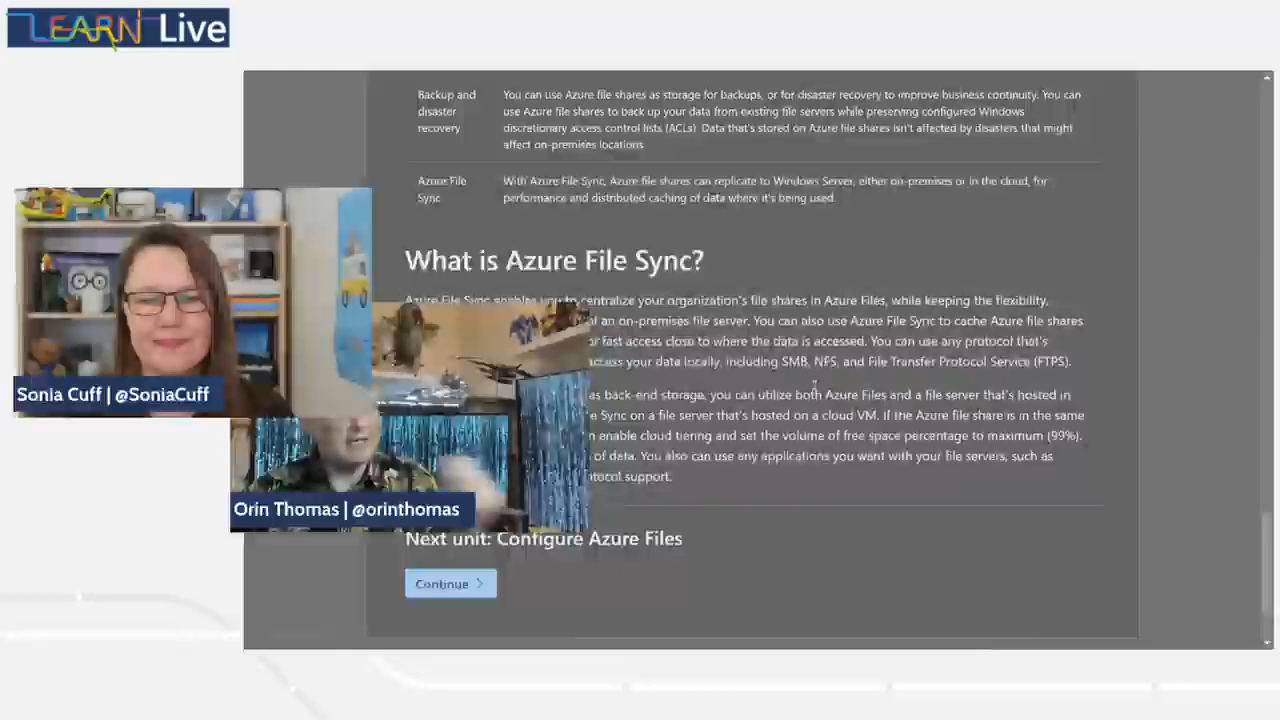 LEARN Live
Backup and
disaster
recovery
You can use Azure file shares as storage for backups, or for disaster recovery to improve business continuity. You can
use Azure file shares to back up your data from existing file servers while preserving configured Windows
discretionary access control lists (ACLs). Data that's stored on Azure file shares isn't affected by disasters that might
affect on-premises locations.
Azure File
Sync
With Azure File Sync, Azure file shares can replicate to Windows Server, either on-premises or in the cloud, for
performance and distributed caching of data where it's being used.
What is Azure File Sync?
Azure File Sync enables you to centralize your organization's file shares in Azure Files, while keeping the flexibility,
an on-premises file server. You can also use Azure File Sync to cache Azure file shares
or fast access close to where the data is accessed. You can use any protocol that's
access your data locally, including SMB, NFS, and File Transfer Protocol Service (FTPS).
as back-end storage, you can utilize both Azure Files and a file server that's hosted in
Sync on a file server that's hosted on a cloud VM. If the Azure file share is in the same
enable cloud tiering and set the volume of free space percentage to maximum (99%).
of data. You also can use any applications you want with your file servers, such as
support.
Sonia Cuff | @SoniaCuff
Orin Thomas | @orinthomas
Next unit: Configure Azure Files
Continue